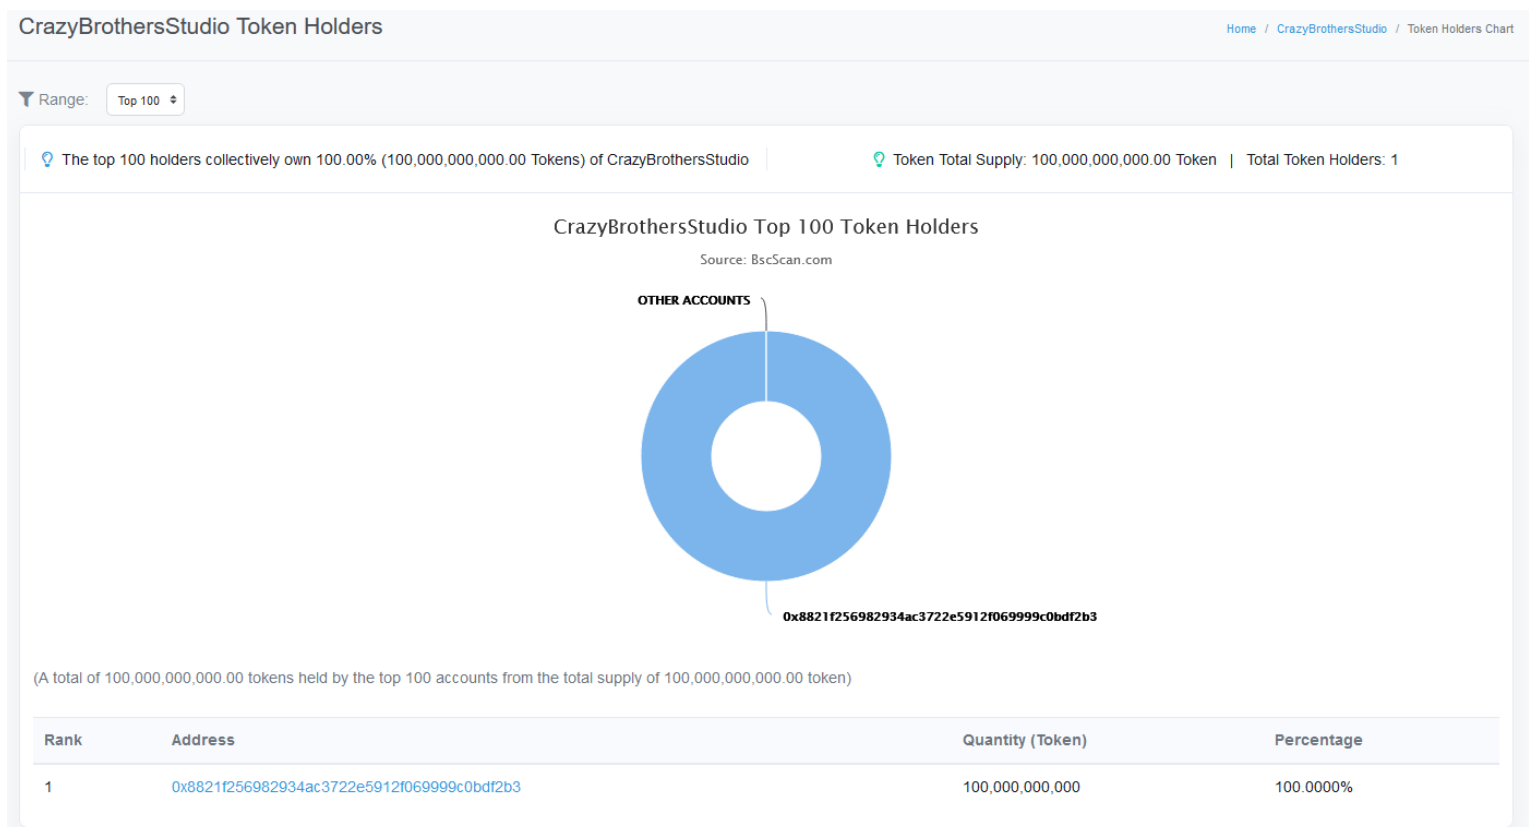 CrazyBrothersStudio Token Holders
Home / CrazyBrothersStudio / Token Holders Chart
Range: Top 100
The top 100 holders collectively own 100.00% (100,000,000,000.00 Tokens) of CrazyBrothersStudio
Token Total Supply: 100,000,000,000.00 Token | Total Token Holders: 1
CrazyBrothersStudio Top 100 Token Holders
Source: BscScan.com
OTHER ACCOUNTS
0x8821f256982934ac3722e5912f069999c0bdf2b3
(A total of 100,000,000,000.00 tokens held by the top 100 accounts from the total supply of 100,000,000,000.00 token)
Rank Address Quantity (Token) Percentage
1 0x8821f256982934ac3722e5912f069999c0bdf2b3 100,000,000,000 100.0000%